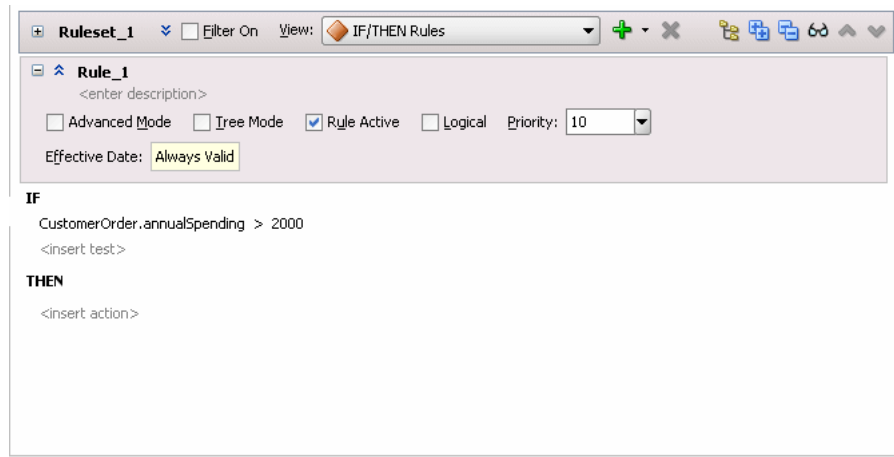 Ruleset_1 Filter On View: IF/THEN Rules
Rule_1
<enter description>
Advanced Mode Tree Mode Rule Active Logical Priority: 10
Effective Date: Always Valid
IF
CustomerOrder.annualSpending > 2000
<insert test>
THEN
<insert action>